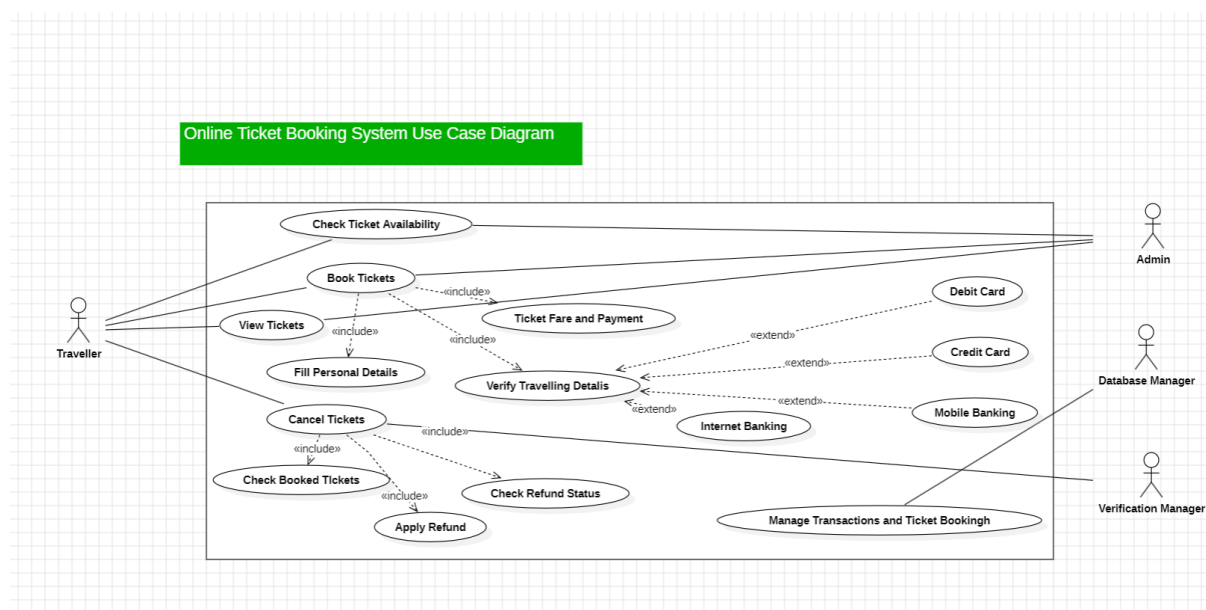 Online Ticket Booking System Use Case Diagram
Check Ticket Availability
Admin
Book Tickets
«include»
Debit Card
Ticket Fare and Payment
View Tickets
«include»
«include»
«extend»
Traveller
Credit Card
«extend»
Fill Personal Details
Verify Travelling Detalis
Database Manager
«extend»
«extend»
Mobile Banking
Cancel Tickets
«include»
Internet Banking
«include»
Check Booked TIckets
«include»
Check Refund Status
Verification Manager
Apply Refund
Manage Transactions and Ticket Bookingh